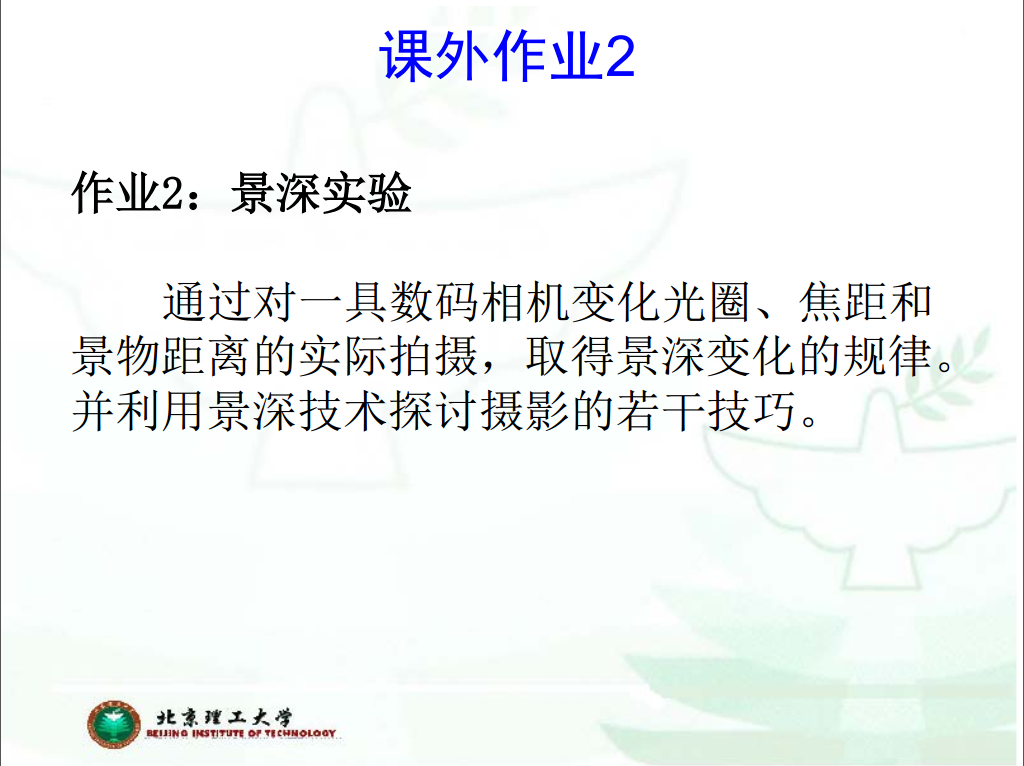 课外作业2
作业2：景深实验
通过对一具数码相机变化光圈、焦距和
景物距离的实际拍摄，取得景深变化的规律。
并利用景深技术探讨摄影的若干技巧。
北京理工大学
BEIJING INSTITUTE OF TECHNOLOGY